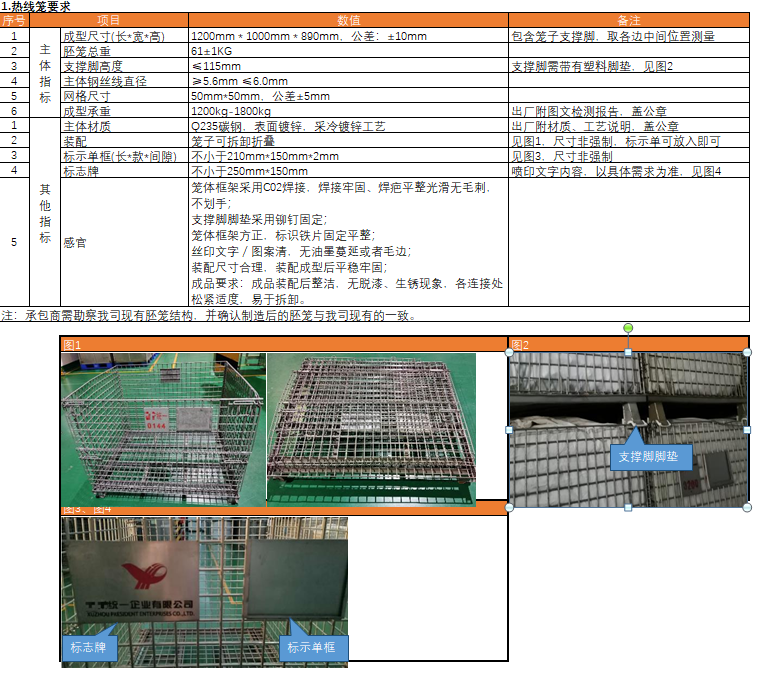 1.热线笼要求
序号 项目 数值 备注
主体指标
1 成型尺寸(长*宽*高) 1200mm * 1000mm * 890mm，公差：±10mm 包含笼子支撑脚，取各边中间位置测量
2 胚笼总重 61±1KG
3 支撑脚高度 ≤115mm 支撑脚需带有塑料脚垫，见图2
4 主体钢丝线直径 ≥5.6mm ≤6.0mm
5 网格尺寸 50mm*50mm，公差±5mm
6 成型承重 1200kg-1800kg 出厂附图文检测报告，盖公章
其他指标
1 主体材质 Q235碳钢，表面镀锌，采冷镀锌工艺 出厂附材质、工艺说明，盖公章
2 装配 笼子可拆卸折叠 见图1，尺寸非强制，标示单可放入即可
3 标示单框(长*款*间隙) 不小于210mm*150mm*2mm 见图3，尺寸非强制
4 标志牌 不小于250mm*150mm 喷印文字内容，以具体需求为准，见图4
5 感官 笼体框架采用C02焊接，焊接牢固、焊疤平整光滑无毛刺，
不划手；
支撑脚脚垫采用铆钉固定；
笼体框架方正，标识铁片固定平整；
丝印文字／图案清，无油墨蔓延或者毛边；
装配尺寸合理，装配成型后平稳牢固；
成品要求：成品装配后整洁，无脱漆、生锈现象，各连接处
松紧适度，易于拆卸。
注：承包商需勘察我司现有胚笼结构，并确认制造后的胚笼与我司现有的一致。
图1
图2
0144
支撑脚脚垫
图3、图4
统一企业有限公司
XUZHOU PRESIDENT ENTERPRISES CO.,LTD.
标志牌
标示单框